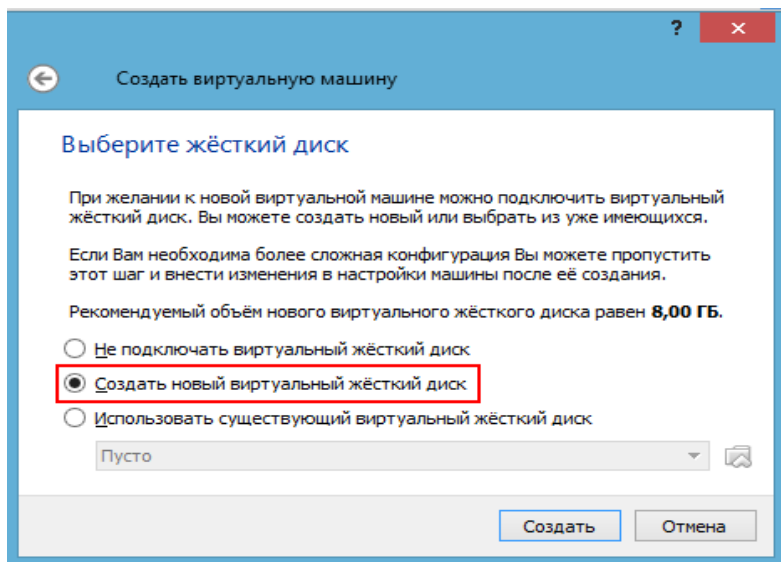 ?
Создать виртуальную машину
Выберите жёсткий диск
При желании к новой виртуальной машине можно подключить виртуальный
жёсткий диск. Вы можете создать новый или выбрать из уже имеющихся.
Если Вам необходима более сложная конфигурация Вы можете пропустить
этот шаг и внести изменения в настройки машины после её создания.
Рекомендуемый объём нового виртуального жёсткого диска равен 8,00 ГБ.
Не подключать виртуальный жёсткий диск
Создать новый виртуальный жёсткий диск
Использовать существующий виртуальный жёсткий диск
Пусто
Создать Отмена